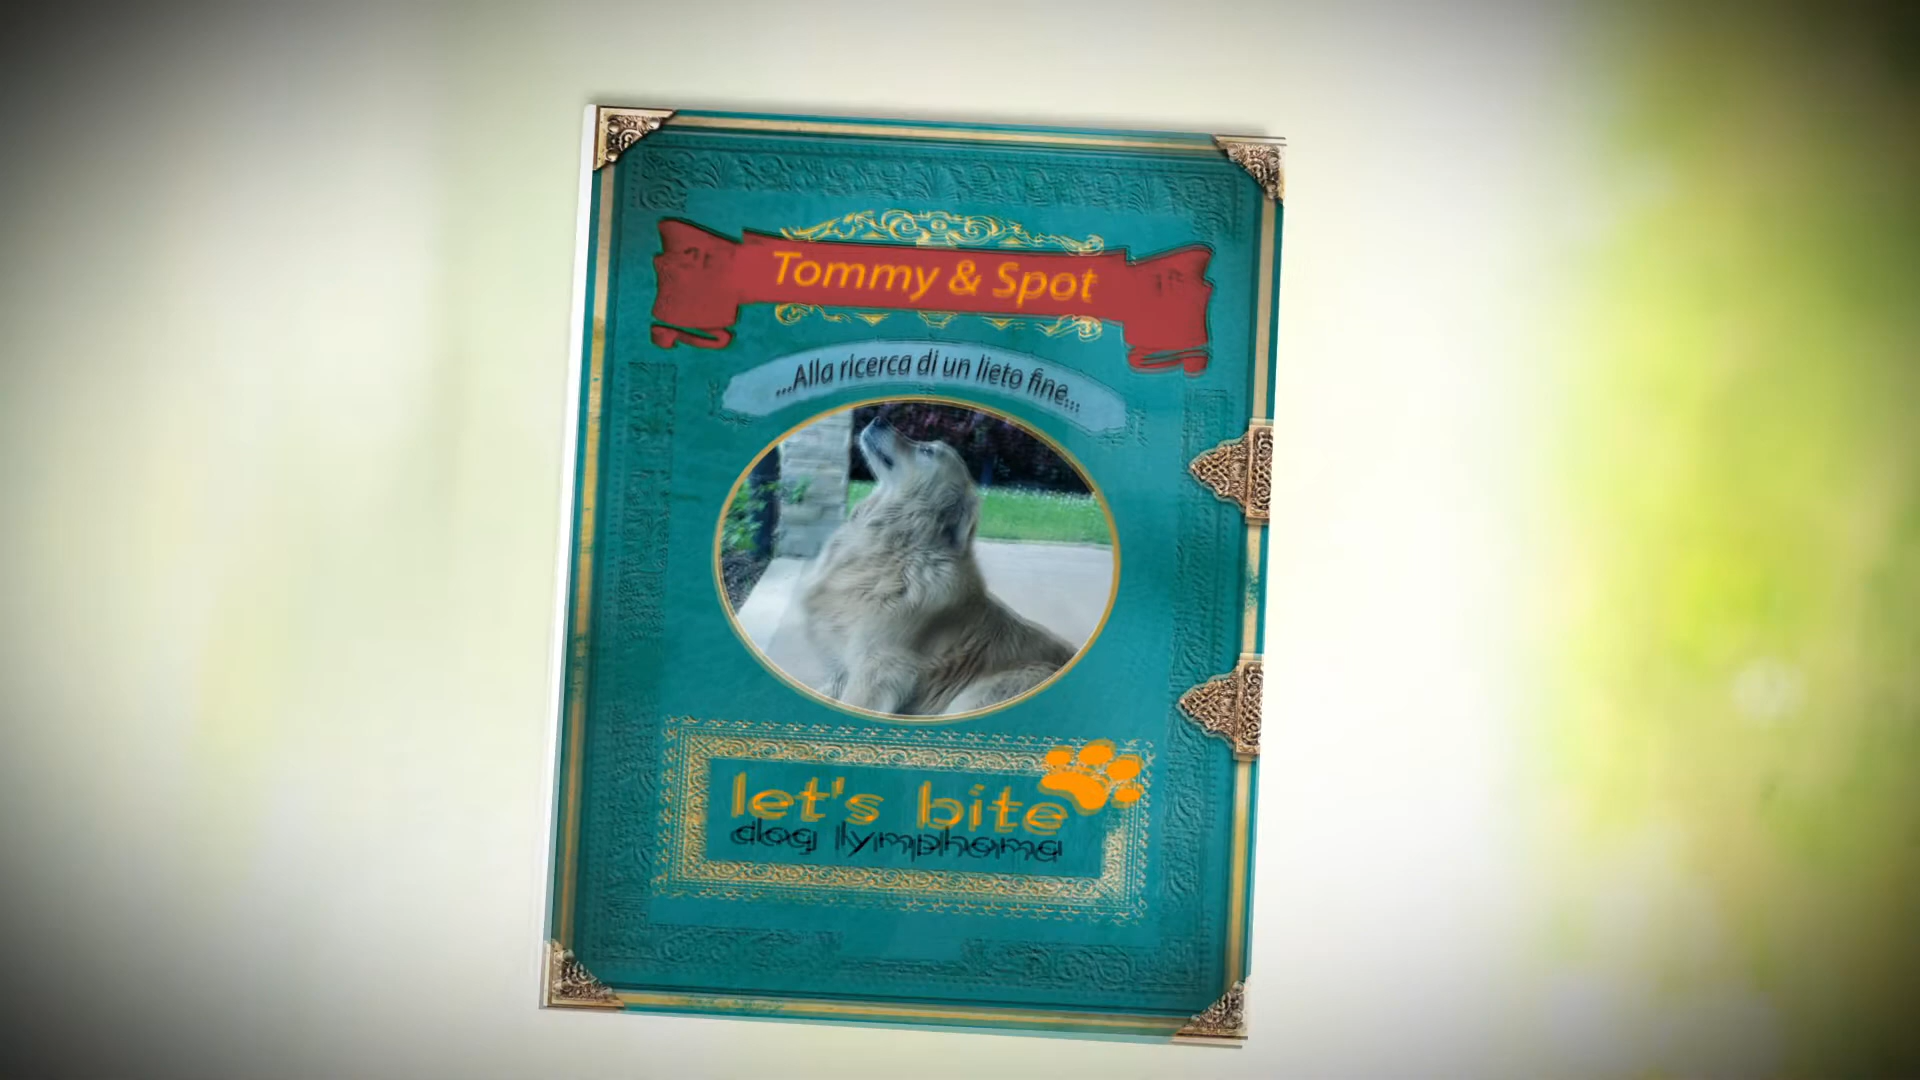 Tommy & Spot
...Alla ricerca di un lieto fine...
let's bite
dog lymphoma